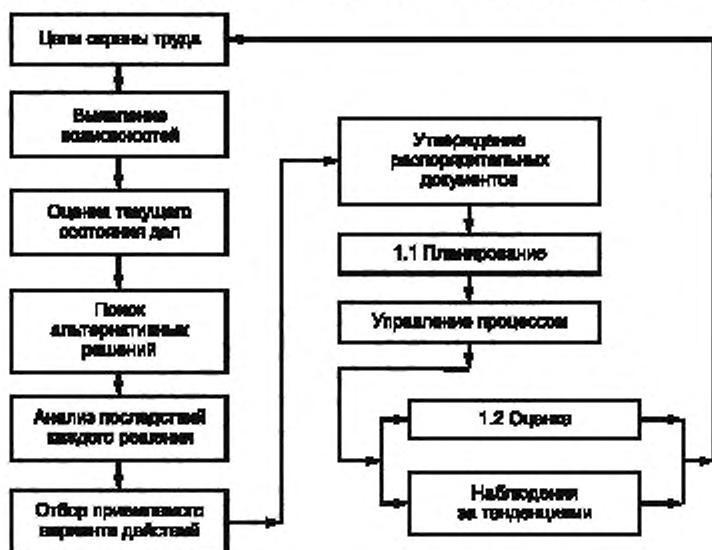 Цели охраны труда
Выявление
возможностей
Оценка текущего
состояния дел
Поиск
альтернативных
решений
Анализ последствий
каждого решения
Отбор приемлемого
варианта действий
Утверждение
распорядительных
документов
1.1 Планирование
Управление процессом
1.2 Оценка
Наблюдения
за тенденциями